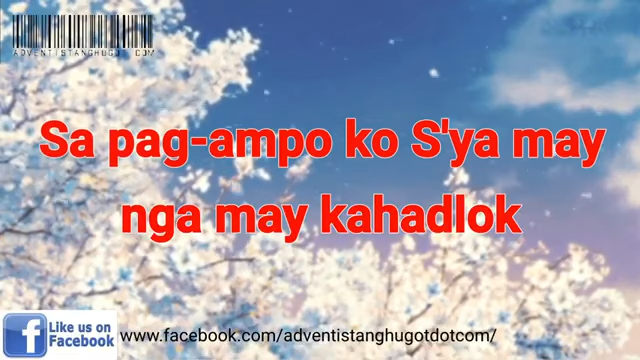 ADVENTISTANGHUGOT COM
Sa pag-ampo ko S'ya may
nga may kahadlok
Like us on
Facebook
www.facebook.com/adventistanghugotdotcom/